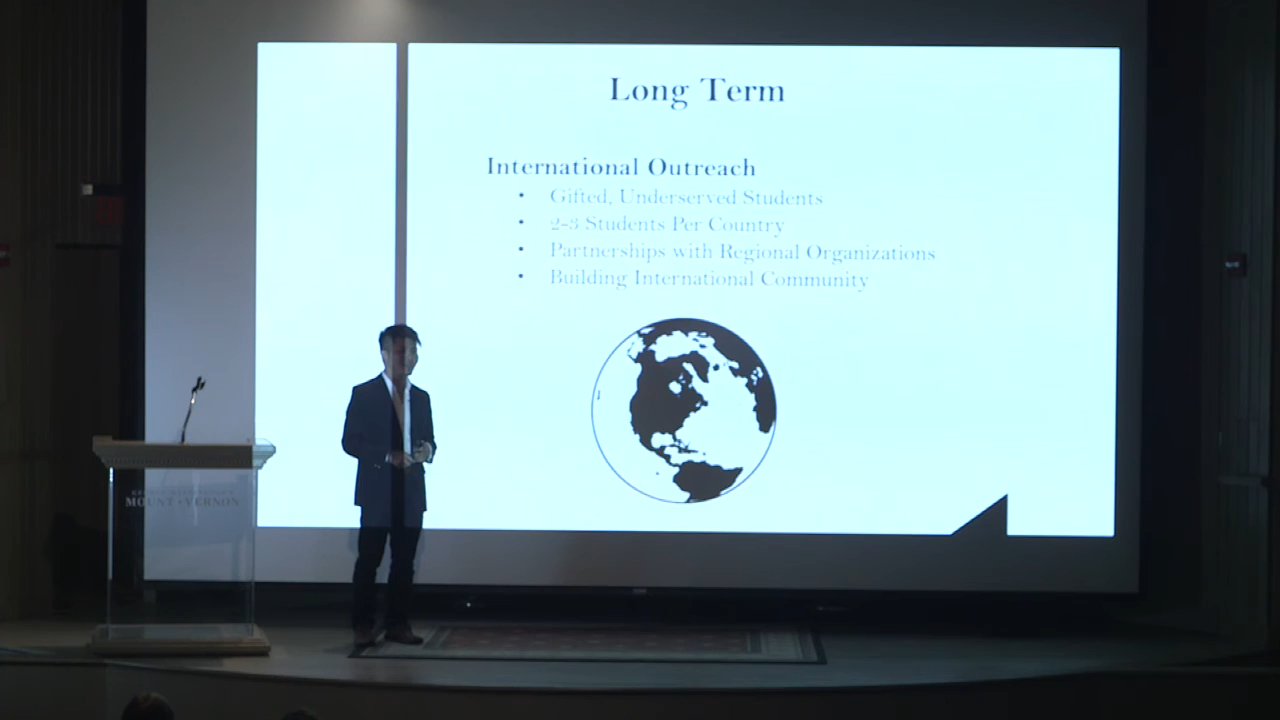 Long Term
International Outreach
• Gifted, Underserved Students
• 2-3 Students Per Country
• Partnerships with Regional Organizations
• Building International Community
MOUNT VERNON